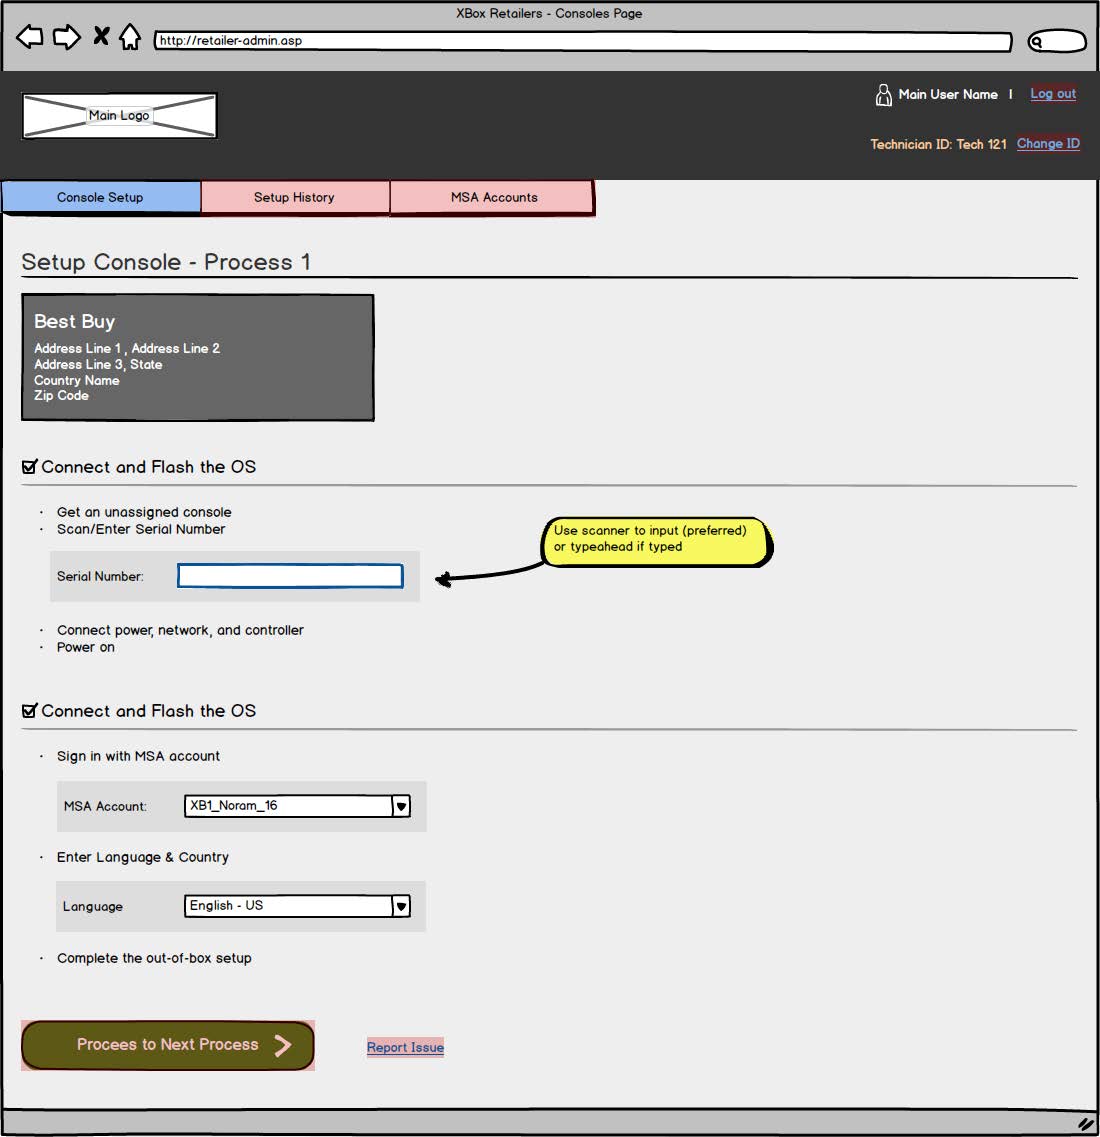 XBox Retailers - Consoles Page
http://retailer-admin.asp
Main Logo
Main User Name | Log out
Technician ID: Tech 121 Change ID
Console Setup
Setup History
MSA Accounts
Setup Console - Process 1
Best Buy
Address Line 1 , Address Line 2
Address Line 3, State
Country Name
Zip Code
Connect and Flash the OS
· Get an unassigned console
· Scan/Enter Serial Number
Use scanner to input (preferred)
or typeahead if typed
Serial Number:
· Connect power, network, and controller
· Power on
Connect and Flash the OS
· Sign in with MSA account
MSA Account: XB1_Noram_16
· Enter Language & Country
Language English - US
· Complete the out-of-box setup
Procees to Next Process
Report Issue